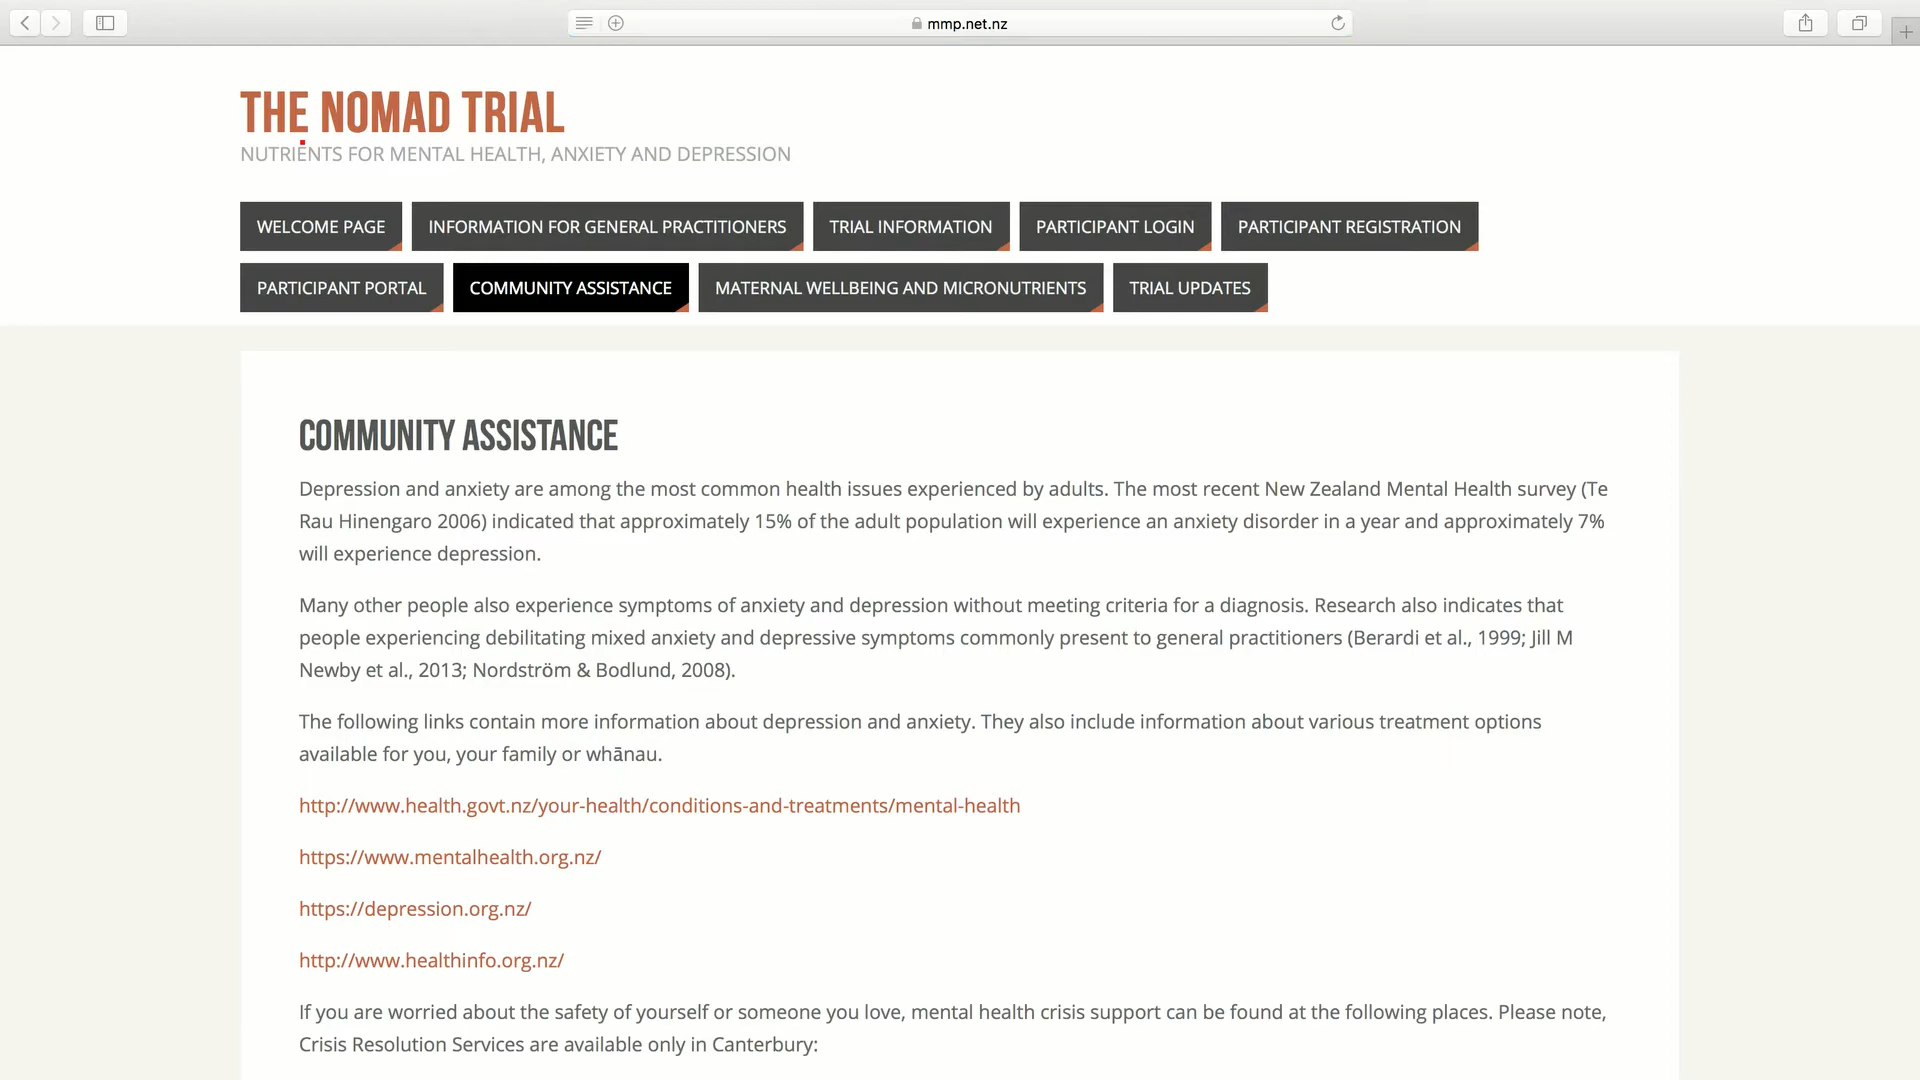 mmp.net.nz
THE NOMAD TRIAL
NUTRIENTS FOR MENTAL HEALTH, ANXIETY AND DEPRESSION
WELCOME PAGE
INFORMATION FOR GENERAL PRACTITIONERS
TRIAL INFORMATION
PARTICIPANT LOGIN
PARTICIPANT REGISTRATION
PARTICIPANT PORTAL
COMMUNITY ASSISTANCE
MATERNAL WELLBEING AND MICRONUTRIENTS
TRIAL UPDATES
COMMUNITY ASSISTANCE
Depression and anxiety are among the most common health issues experienced by adults. The most recent New Zealand Mental Health survey (Te
Rau Hinengaro 2006) indicated that approximately 15% of the adult population will experience an anxiety disorder in a year and approximately 7%
will experience depression.
Many other people also experience symptoms of anxiety and depression without meeting criteria for a diagnosis. Research also indicates that
people experiencing debilitating mixed anxiety and depressive symptoms commonly present to general practitioners (Berardi et al., 1999; Jill M
Newby et al., 2013; Nordström & Bodlund, 2008).
The following links contain more information about depression and anxiety. They also include information about various treatment options
available for you, your family or whānau.
http://www.health.govt.nz/your-health/conditions-and-treatments/mental-health
https://www.mentalhealth.org.nz/
https://depression.org.nz/
http://www.healthinfo.org.nz/
If you are worried about the safety of yourself or someone you love, mental health crisis support can be found at the following places. Please note,
Crisis Resolution Services are available only in Canterbury: